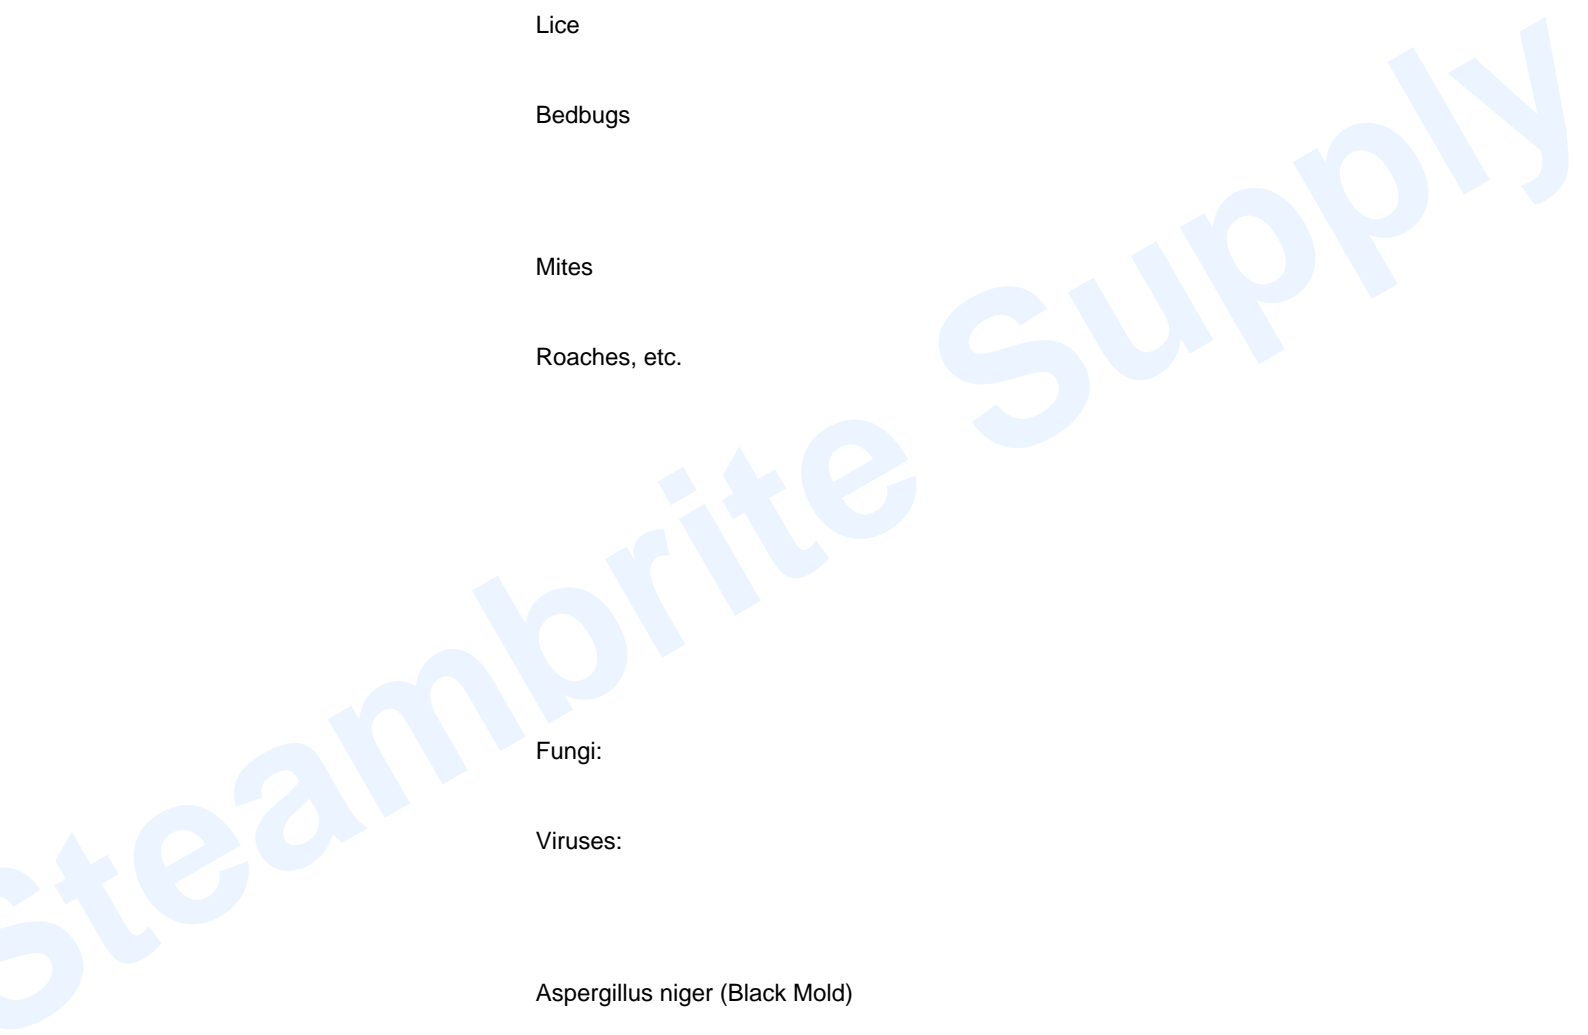 Lice
Bedbugs
Mites
Roaches, etc.
Fungi:
Viruses:
Aspergillus niger (Black Mold)
Steambrite Supply